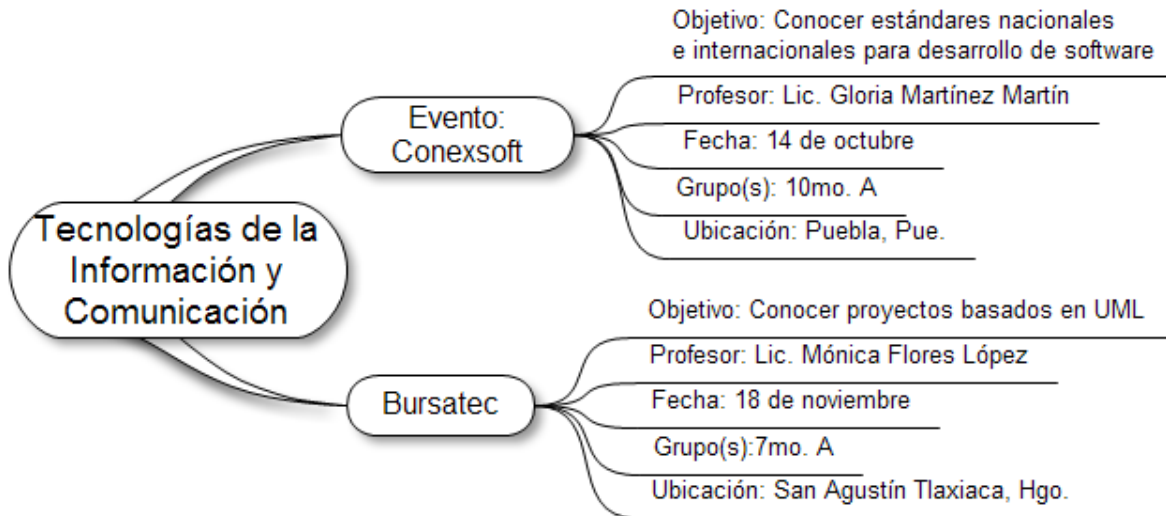 Tecnologías de la
Información y
Comunicación
Evento:
Conexsoft
Objetivo: Conocer estándares nacionales
e internacionales para desarrollo de software
Profesor: Lic. Gloria Martínez Martín
Fecha: 14 de octubre
Grupo(s): 10mo. A
Ubicación: Puebla, Pue.
Bursatec
Objetivo: Conocer proyectos basados en UML
Profesor: Lic. Mónica Flores López
Fecha: 18 de noviembre
Grupo(s):7mo. A
Ubicación: San Agustín Tlaxiaca, Hgo.